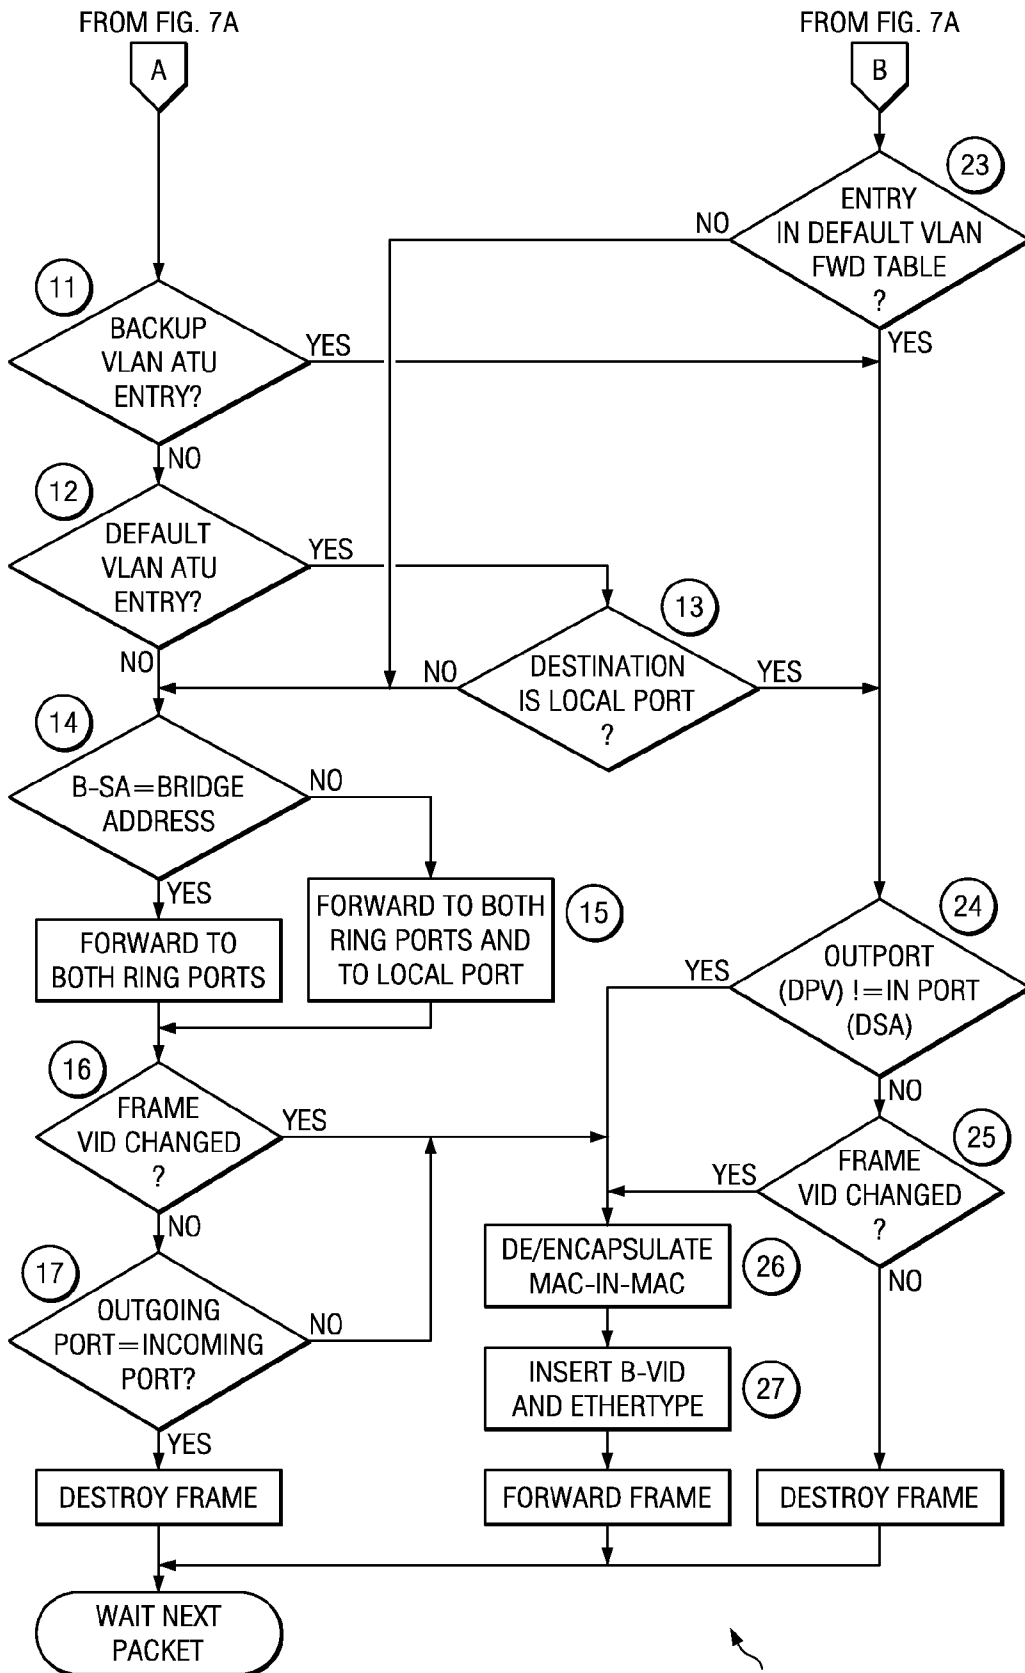 FROM FIG. 7A
A
FROM FIG. 7A
B
23
ENTRY
IN DEFAULT VLAN
FWD TABLE
?
NO
YES
11
BACKUP
VLAN ATU
ENTRY?
YES
NO
12
DEFAULT
VLAN ATU
ENTRY?
YES
NO
13
DESTINATION
IS LOCAL PORT
?
NO
YES
14
B-SA=BRIDGE
ADDRESS
NO
YES
FORWARD TO
BOTH RING PORTS
FORWARD TO BOTH
RING PORTS AND
TO LOCAL PORT
15
24
OUTPORT
(DPV) !=IN PORT
(DSA)
YES
NO
16
FRAME
VID CHANGED
?
YES
NO
25
FRAME
VID CHANGED
?
YES
NO
17
OUTGOING
PORT=INCOMING
PORT?
NO
YES
DE/ENCAPSULATE
MAC-IN-MAC
26
INSERT B-VID
AND ETHERTYPE
27
DESTROY FRAME
FORWARD FRAME
DESTROY FRAME
WAIT NEXT
PACKET